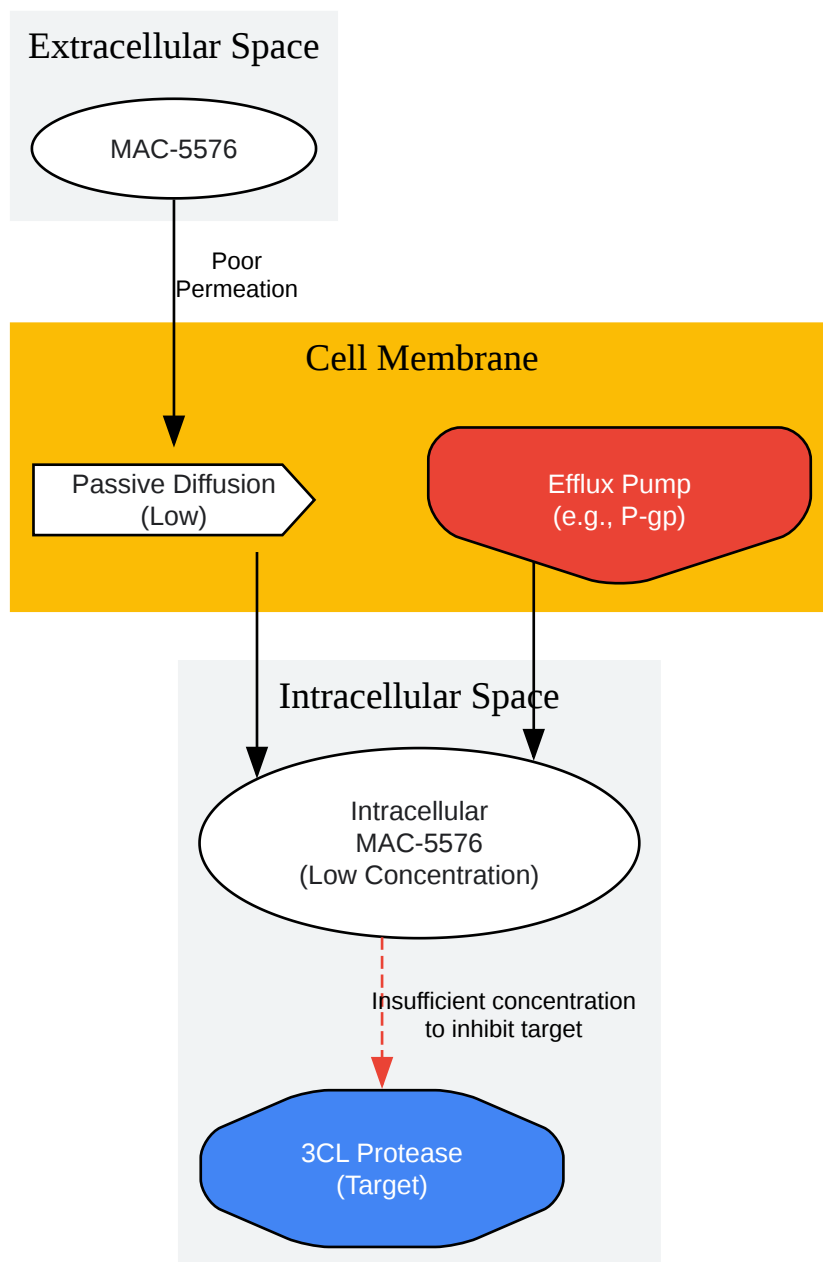 Extracellular Space
MAC-5576
Poor
Permeation
Cell Membrane
Passive Diffusion
(Low)
Efflux Pump
(e.g., P-gp)
Intracellular Space
Intracellular
MAC-5576
(Low Concentration)
Insufficient concentration
to inhibit target
3CL Protease
(Target)